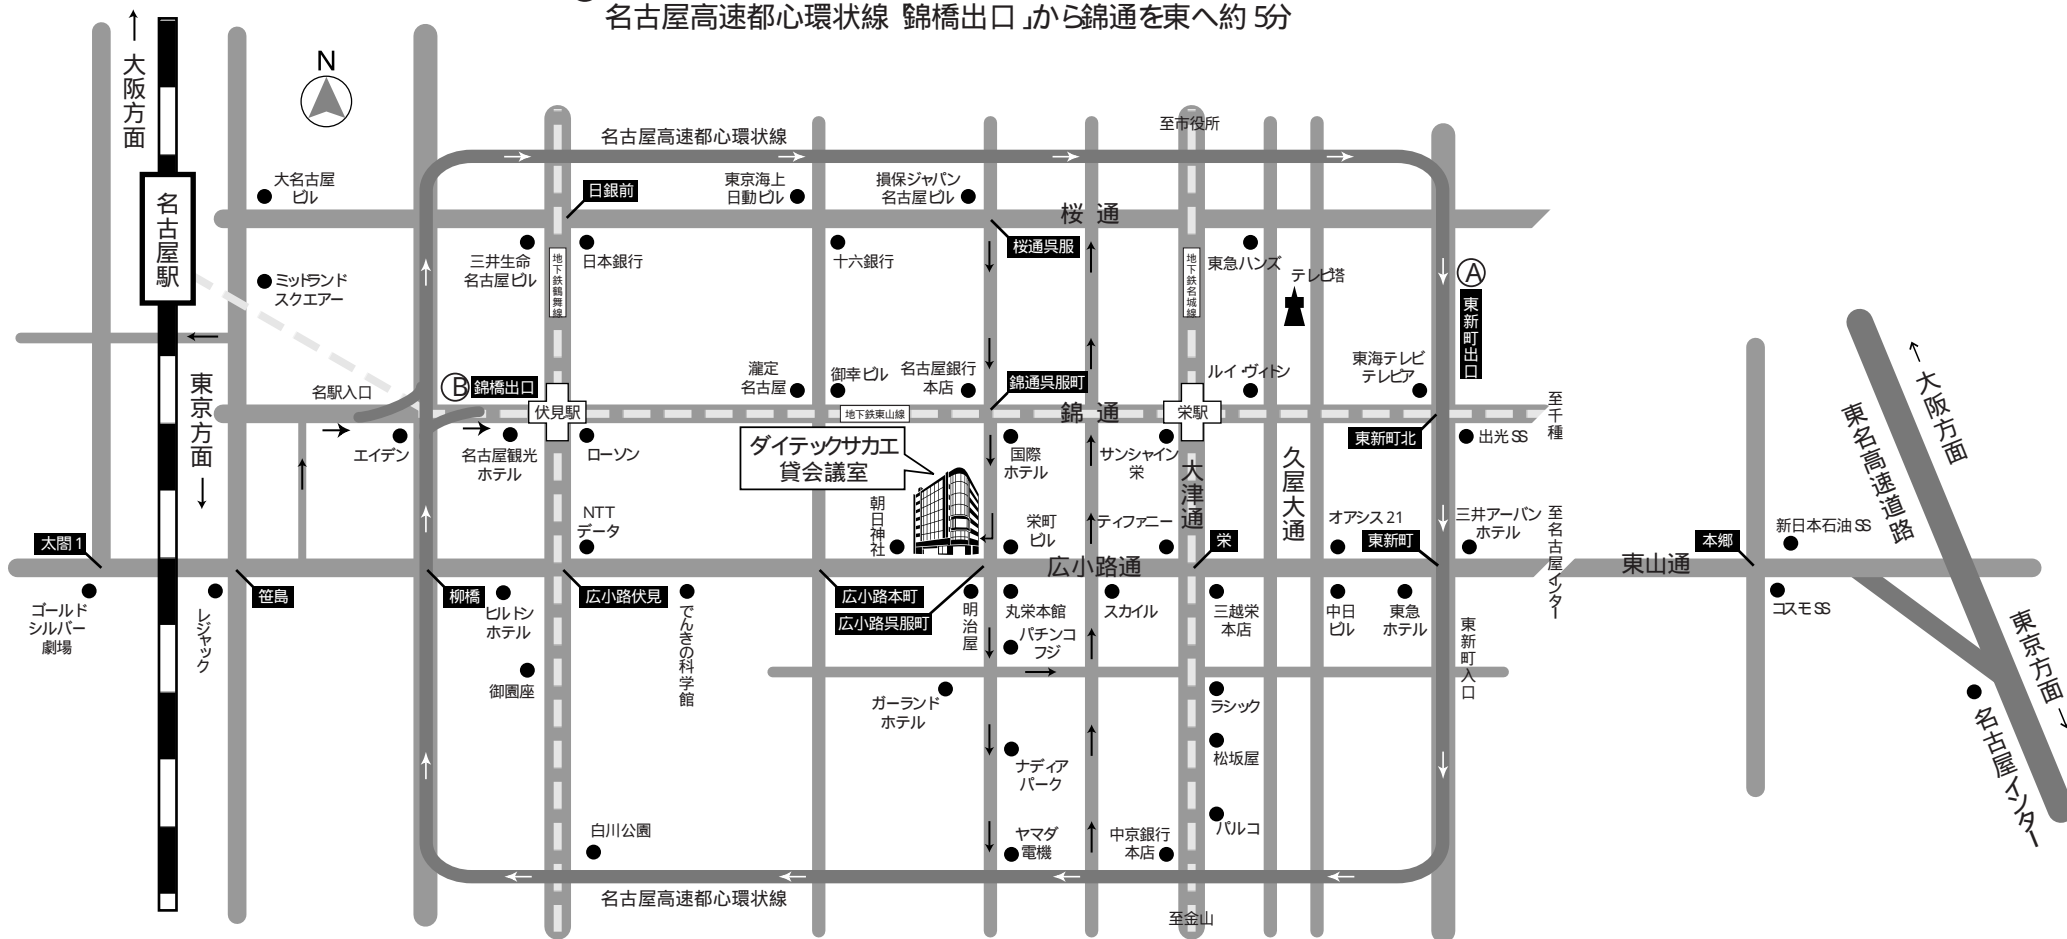 名古屋高速都心環状線「錦橋出口」から錦通を東へ約5分
大阪方面
N
名古屋駅
東京方面
名古屋高速都心環状線
至市役所
大名古屋
ビル
日銀前
東京海上
日動ビル
損保ジャパン
名古屋ビル
桜通
桜通呉服
三井生命
名古屋ビル
日本銀行
地下鉄鶴舞線
十六銀行
地下鉄名城線
東急ハンズ
テレビ塔
A
東新町出口
ミッドランド
スクエアー
名駅入口
B
錦橋出口
伏見駅
瀧定
名古屋
御幸ビル
名古屋銀行
本店
錦通呉服町
地下鉄東山線
錦通
栄駅
ルイ・ヴィトン
東海テレビ
テレピア
至千種
東新町北
出光SS
エイデン
名古屋観光
ホテル
ローソン
ダイテックサカエ
貸会議室
国際
ホテル
サンシャイン
栄
大津通
久屋大通
NTT
データ
朝日神社
栄町
ビル
ティファニー
栄
オアシス21
東新町
三井アーバン
ホテル
至名古屋インター
太閤1
笹島
柳橋
広小路伏見
広小路本町
広小路呉服町
広小路通
東山通
本郷
新日本石油SS
コスモSS
東名高速道路
大阪方面
東京方面
名古屋インター
ゴールド
シルバー
劇場
レジャック
ヒルトン
ホテル
でんきの科学館
明治屋
丸栄本館
パチンコ
フジ
スカイル
三越栄
本店
中日
ビル
東急
ホテル
東新町入口
御園座
ガーランド
ホテル
ラシック
松坂屋
ナディア
パーク
パルコ
白川公園
ヤマダ
電機
中京銀行
本店
名古屋高速都心環状線
至金山